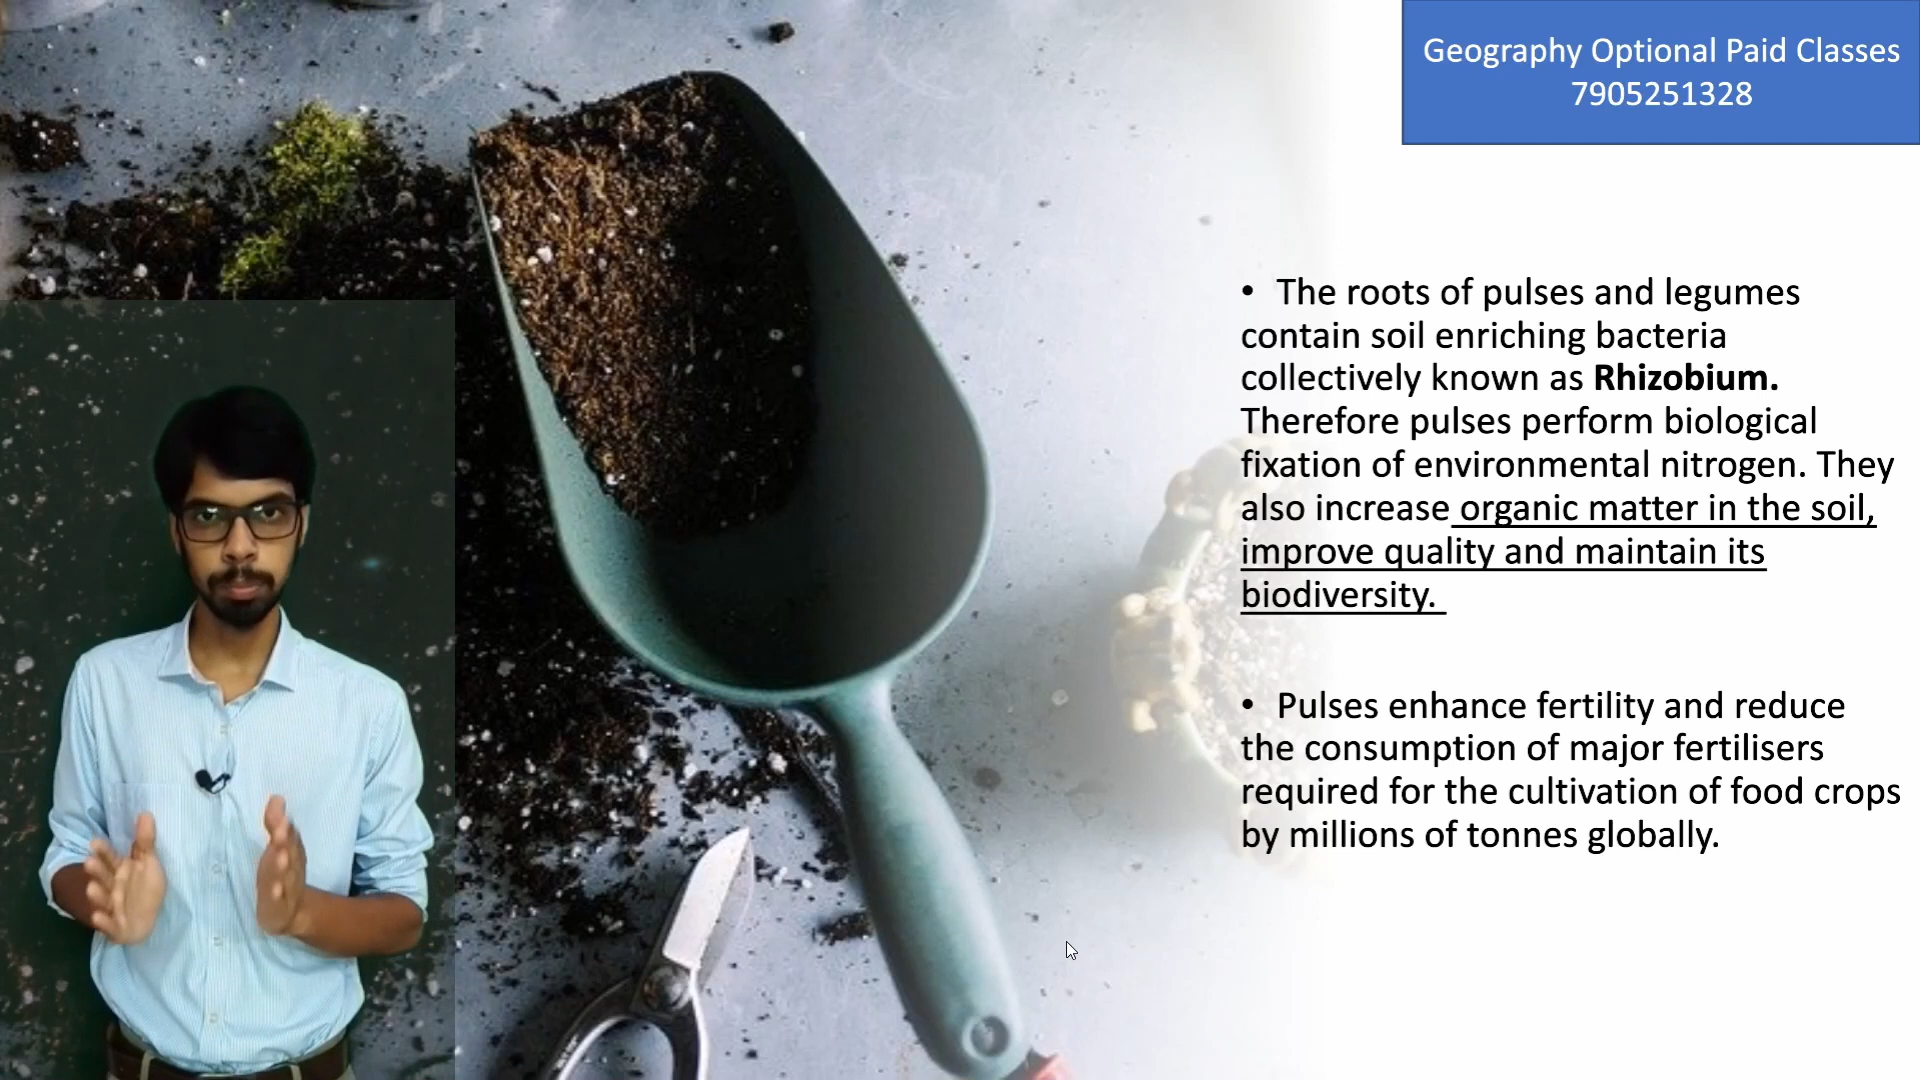 Geography Optional Paid Classes
7905251328
• The roots of pulses and legumes
contain soil enriching bacteria
collectively known as Rhizobium.
Therefore pulses perform biological
fixation of environmental nitrogen. They
also increase organic matter in the soil,
improve quality and maintain its
biodiversity.
• Pulses enhance fertility and reduce
the consumption of major fertilisers
required for the cultivation of food crops
by millions of tonnes globally.